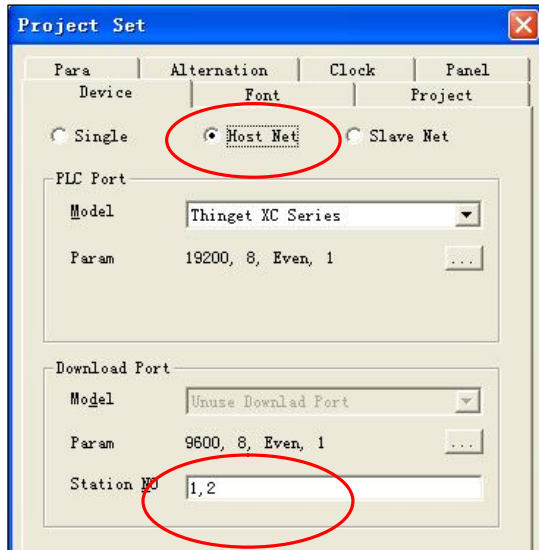 Project Set
Para Alternation Clock Panel
Device Font Project
Single Host Net Slave Net
PLC Port
Model Thinget XC Series
Param 19200, 8, Even, 1 ...
Download Port
Model Unuse Downlad Port
Param 9600, 8, Even, 1 ...
Station NO 1,2